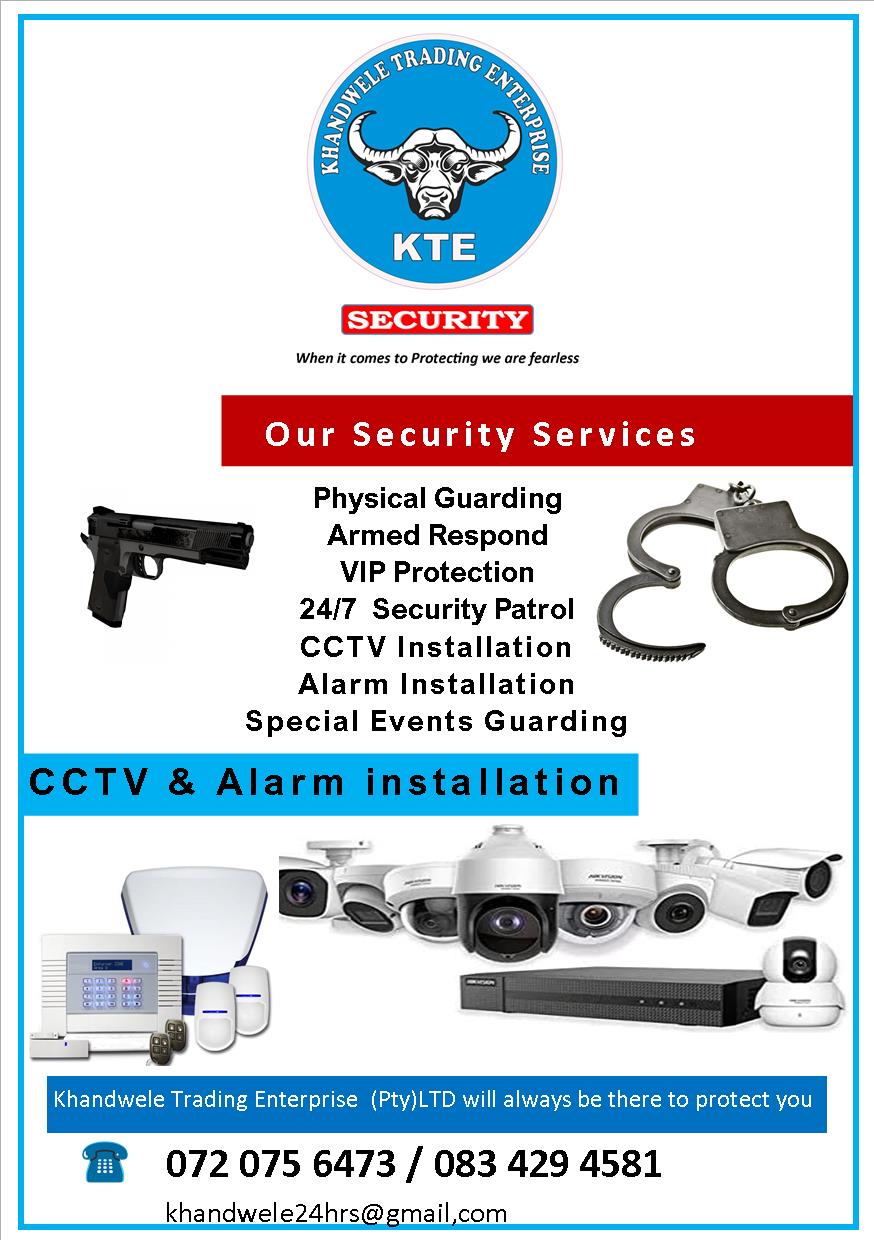 KHANDWELE TRADING ENTERPRISE
KTE
SECURITY
When it comes to Protecting we are fearless
Our Security Services
Physical Guarding
Armed Respond
VIP Protection
24/7 Security Patrol
CCTV Installation
Alarm Installation
Special Events Guarding
CCTV & Alarm installation
HIKVISION
HIKVISION
HIKVISION
Khandwele Trading Enterprise (Pty)LTD will always be there to protect you
072 075 6473 / 083 429 4581
khandwele24hrs@gmail,com